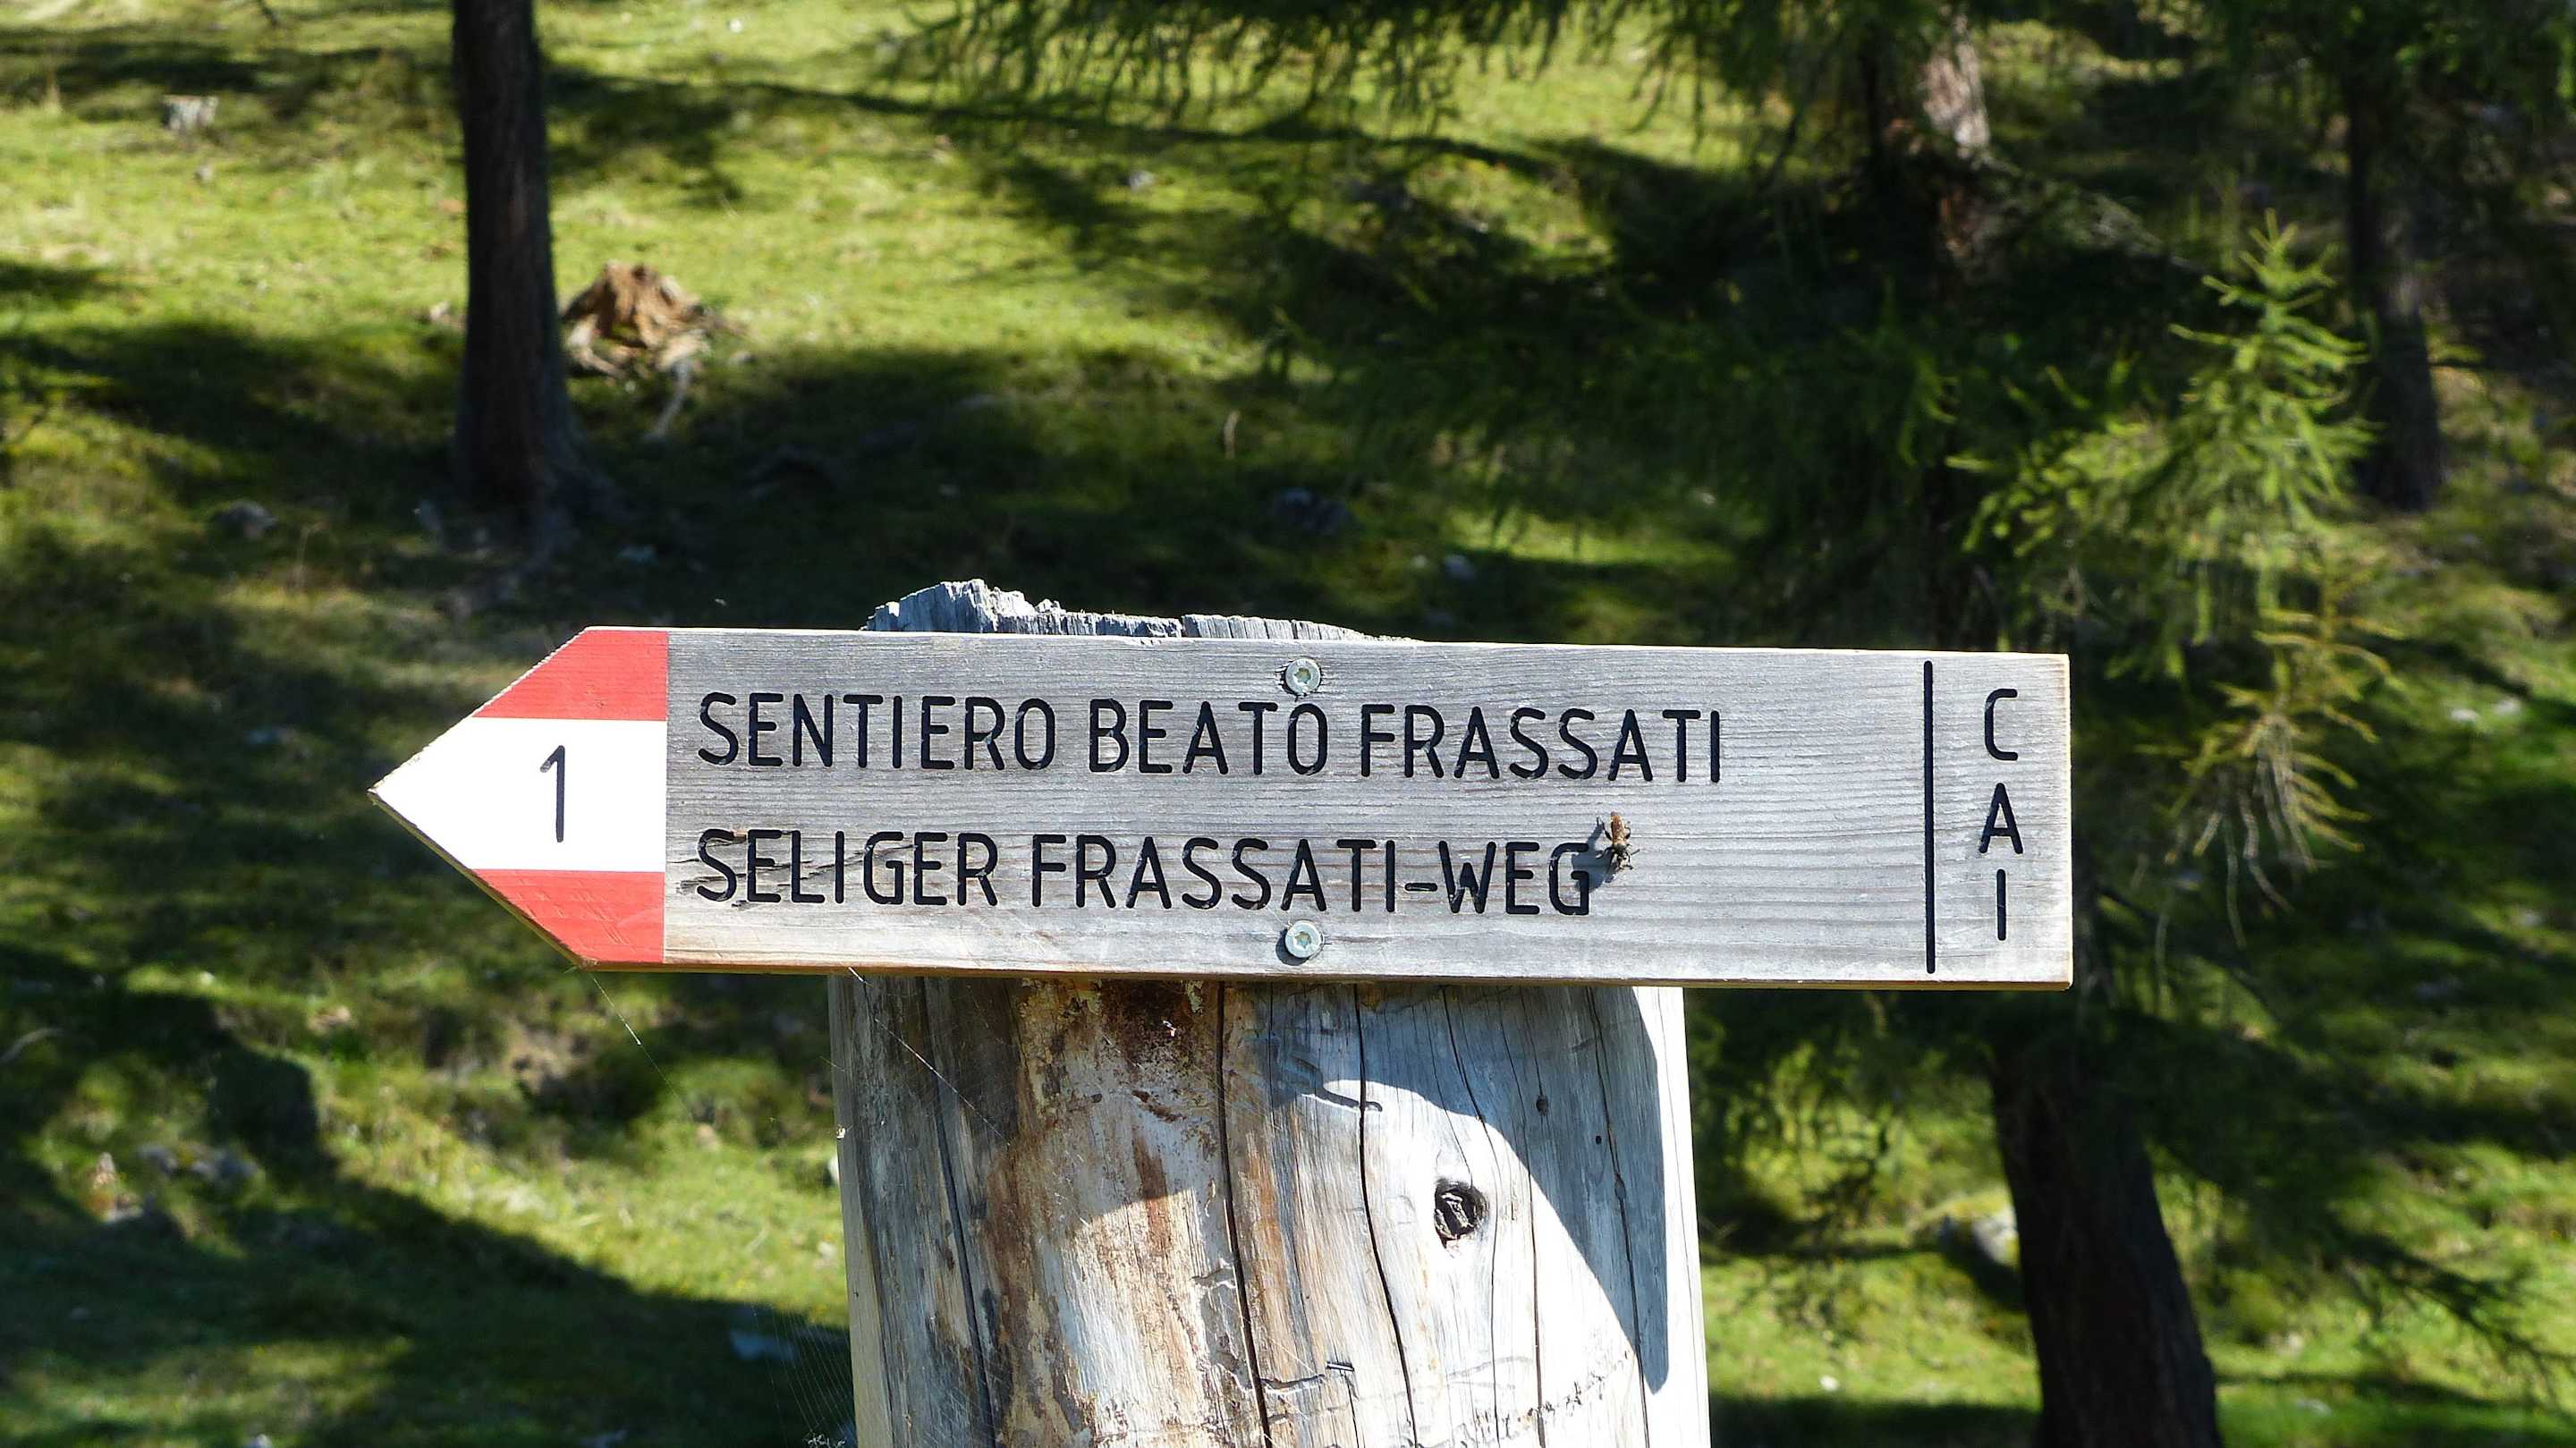 1
SENTIERO BEATO FRASSATI
SELIGER FRASSATI-WEG
CAI